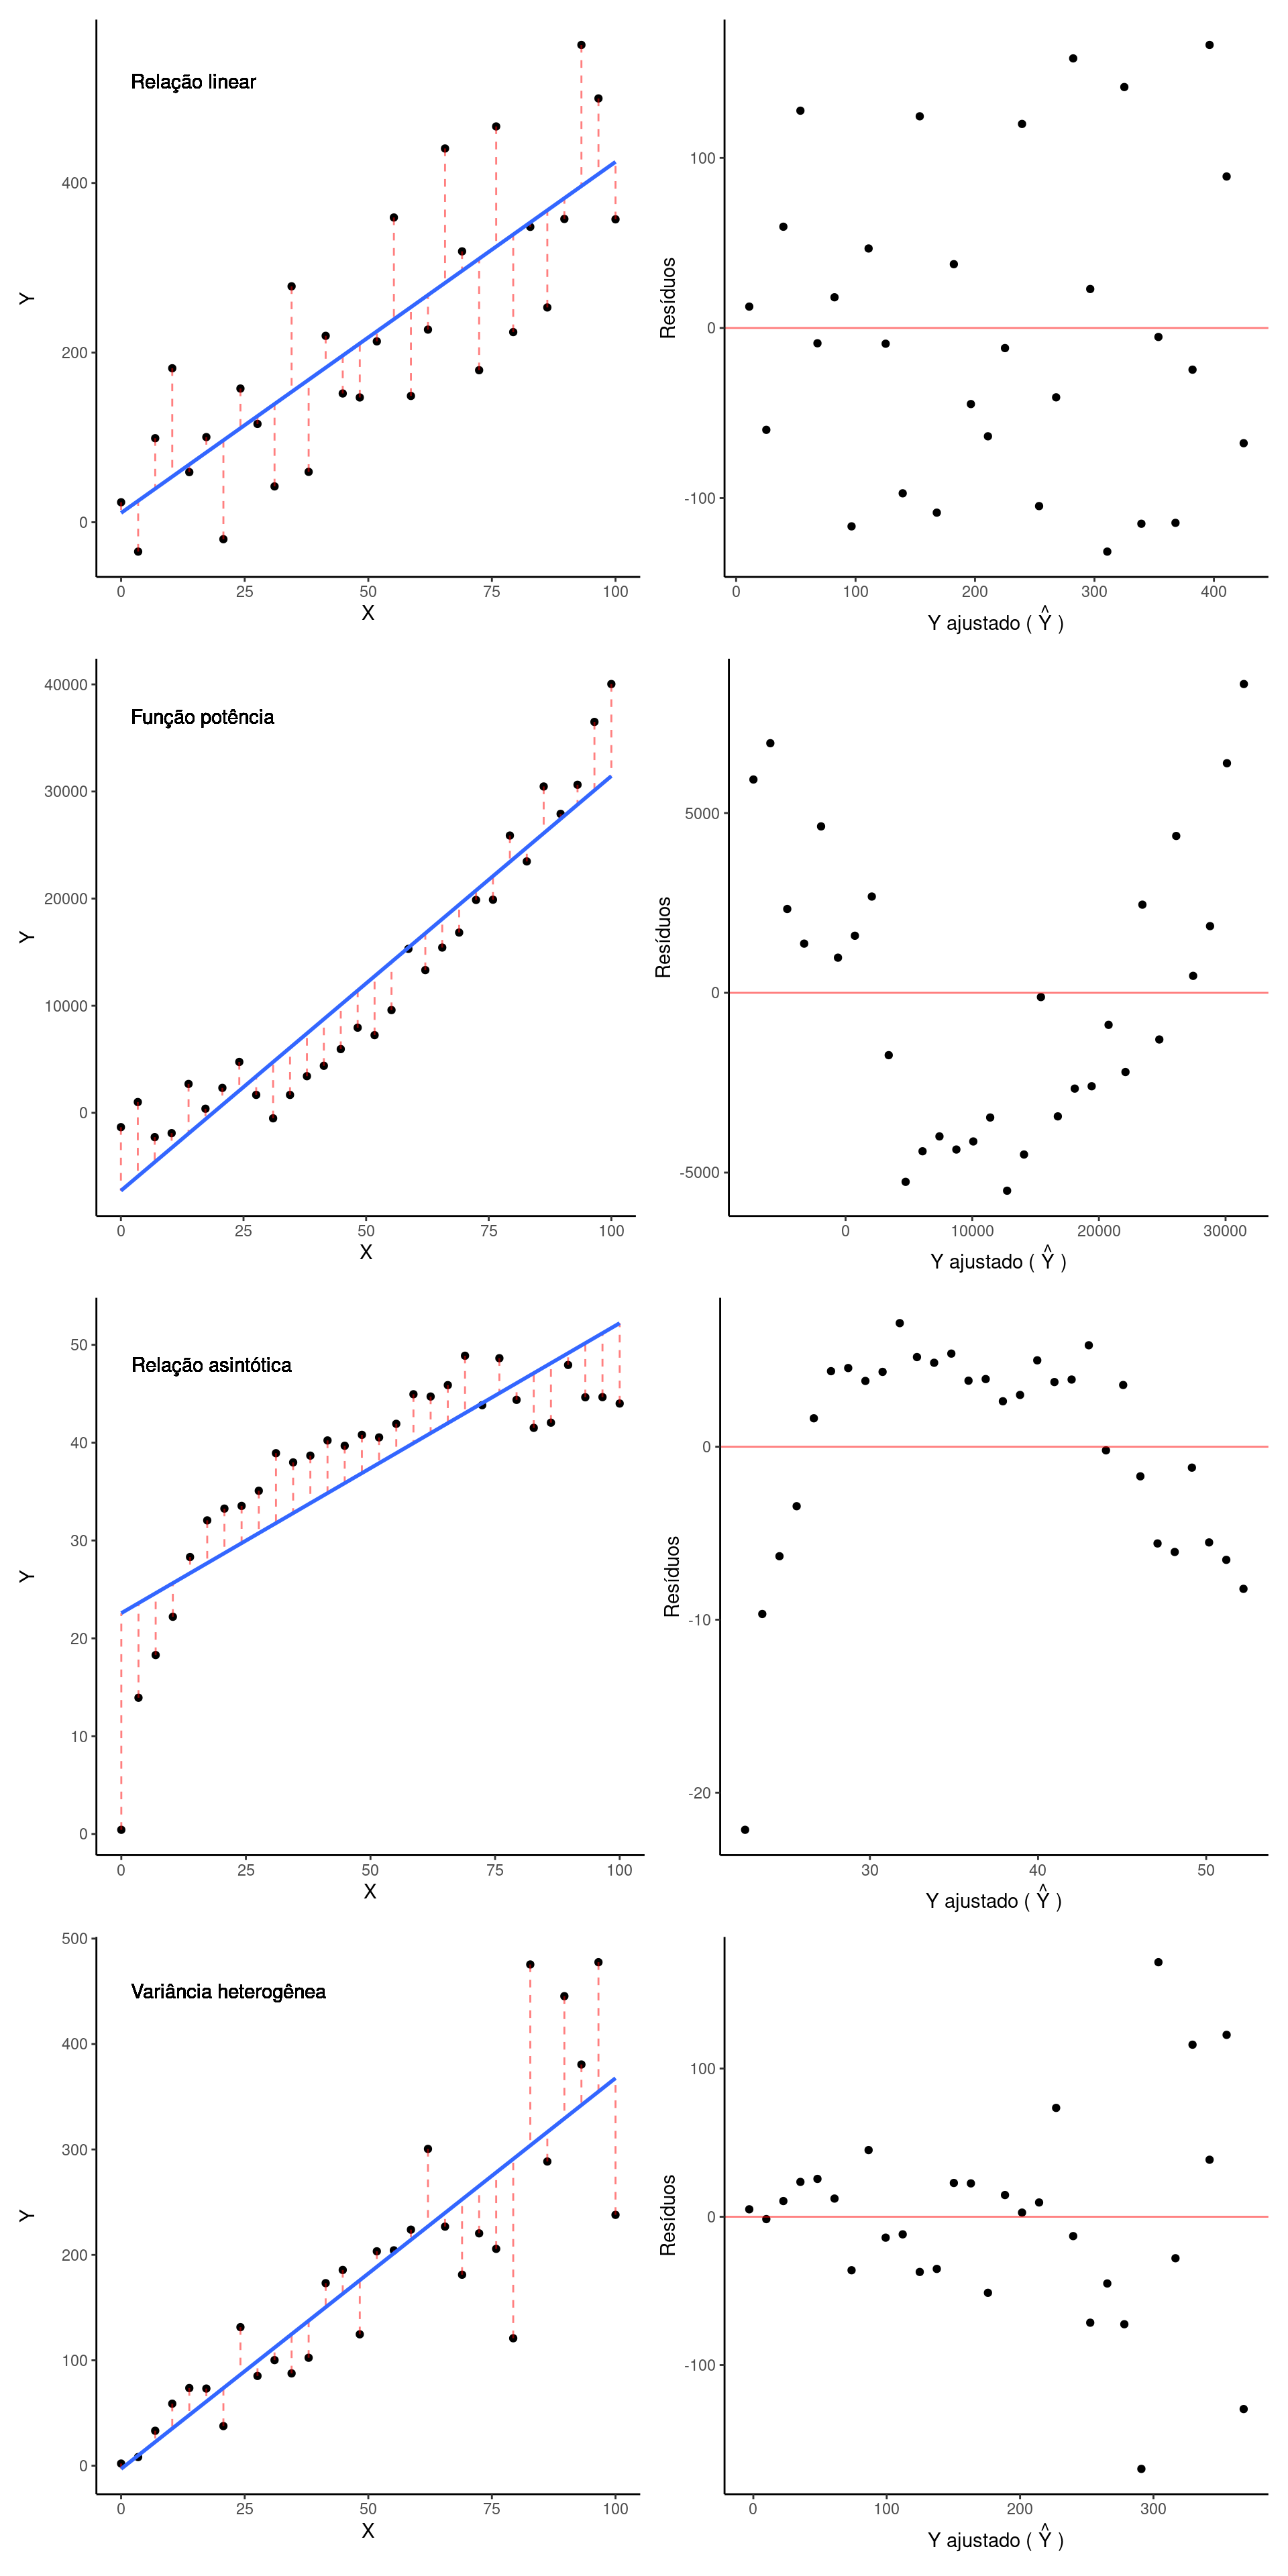 Relação linear
Y
400
200
0
0 25 50 75 100
X
Resíduos
100
0
-100
0 100 200 300 400
Y ajustado ( Ŷ )
Função potência
Y
40000
30000
20000
10000
0
0 25 50 75 100
X
Resíduos
5000
0
-5000
0 10000 20000 30000
Y ajustado ( Ŷ )
Relação asintótica
Y
50
40
30
20
10
0
0 25 50 75 100
X
Resíduos
0
-10
-20
30 40 50
Y ajustado ( Ŷ )
Variância heterogênea
Y
500
400
300
200
100
0
0 25 50 75 100
X
Resíduos
100
0
-100
0 100 200 300
Y ajustado ( Ŷ )